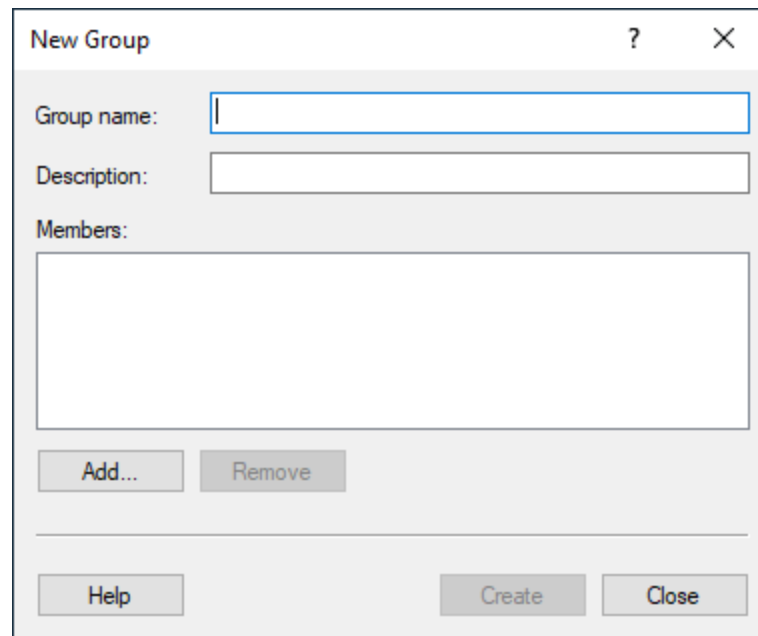 New Group ?
Group name:
Description:
Members:
Add... Remove
Help Create Close